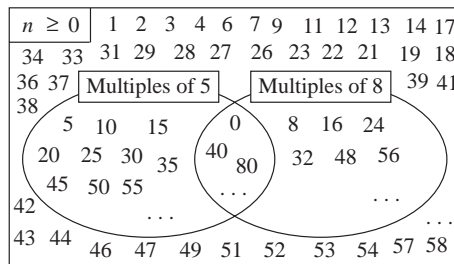 n ≥ 0 1 2 3 4 6 7 9 11 12 13 14 17
34 33 31 29 28 27 26 23 22 21 19 18
36 37 Multiples of 5 Multiples of 8 39 41
38
5 10 15 0 8 16 24
20 25 30 35 40 80 32 48 56
45 50 55 ... ...
42 ... ...
43 44 46 47 49 51 52 53 54 57 58